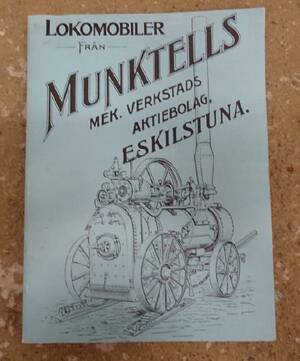 LOKOMOBILER
FRÅN
MUNKTELLS
MEK. VERKSTADS
AKTIEBOLAG,
ESKILSTUNA.